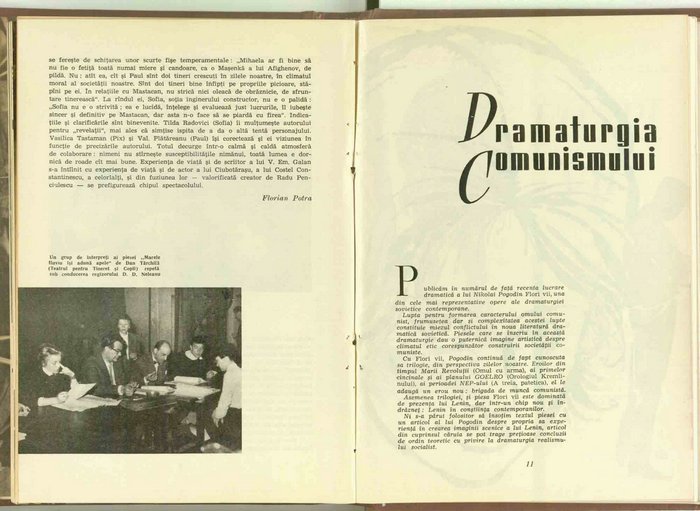 se ferește de schițarea unor scurte fișe temperamentale : „Mihaela ar fi bine să
nu fie o fetiță toată numai miere și candoare, ca o Mașenka a lui Afighenov, de
pildă. Nu : atît ea, cît și Paul sînt doi tineri crescuți în zilele noastre, în climatul
moral al societății noastre. Sînt doi tineri bine înfipți pe propriile picioare, stă-
pîni pe ei. În relațiile cu Mastacan, nu strică nici oleacă de obrăznicie, de sfrun-
tare tinerească“. La rîndul ei, Sofia, soția inginerului constructor, nu e o palidă :
„Sofia nu e o strivită ; ea e lucidă, înțelege și evaluează just lucrurile, îl iubește
sincer și definitiv pe Mastacan, dar asta n-o face să se piardă cu firea“. Indica-
țiile și clarificările sînt binevenite. Tilda Radovici (Sofia) îi mulțumește autorului
pentru „revelații“, mai ales că simțise ispita de a da o altă tentă personajului.
Vasilica Tastaman (Pix) și Val. Plătăreanu (Paul) își corectează și ei viziunea în
funcție de precizările autorului. Totul decurge într-o calmă și caldă atmosferă
de colaborare : nimeni nu stîrnește susceptibilitățile nimănui, toată lumea e dor-
nică de roade cît mai bune. Experiența de viață și de scriitor a lui V. Em. Galan
s-a întîlnit cu experiența de viață și de actor a lui Ciubotărașu, a lui Costel Con-
stantinescu, a celorlalți, și din fuziunea lor — valorificată creator de Radu Pen-
ciulescu — se prefigurează chipul spectacolului.
Florian Potra
Un grup de interpreți ai piesei „Marele
fluviu își adună apele“ de Dan Tărchilă
(Teatrul pentru Tineret și Copii) repetă
sub conducerea regizorului D. D. Neleanu
Dramaturgia
Comunismului
Publicăm în numărul de față recenta lucrare
dramatică a lui Nikolai Pogodin Flori vii, una
din cele mai reprezentative opere ale dramaturgiei
sovietice contemporane.
Lupta pentru formarea caracterului omului comu-
nist, frumusețea dar și complexitatea acestei lupte
constituie miezul conflictului în noua literatură dra-
matică sovietică. Piesele care se înscriu în această
dramaturgie dau o puternică imagine artistică despre
climatul etic corespunzător construirii societății co-
muniste.
Cu Flori vii, Pogodin continuă de fapt cunoscuta
sa trilogie, din perspectiva zilelor noastre. Eroilor din
timpul Marii Revoluții (Omul cu arma), ai primelor
cincinale și ai planului GOELRO (Orologiul Kremli-
nului), ai perioadei NEP-ului (A treia, patetica), el le
adaugă un erou nou : brigada de muncă comunistă.
Asemenea trilogiei, și piesa Flori vii este dominată
de prezența lui Lenin, dar într-un chip nou și în-
drăzneț : Lenin în conștiința contemporanilor.
Ni s-a părut folositor să însoțim textul piesei cu
un articol al lui Pogodin despre propria sa expe-
riență în crearea imaginii scenice a lui Lenin, articol
din cuprinsul căruia se pot trage prețioase concluzii
de ordin teoretic cu privire la dramaturgia realismu-
lui socialist.
11